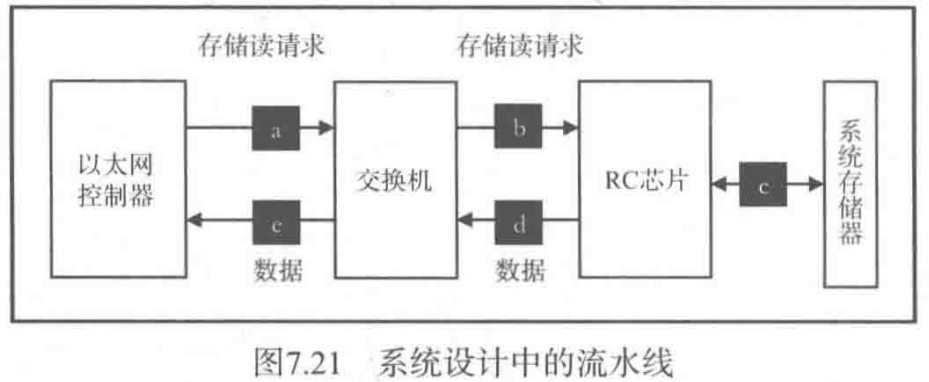 存储读请求 存储读请求
a b
以太网
控制器
交换机
RC芯片
c
系统存储器
e d
数据 数据
图7.21 系统设计中的流水线